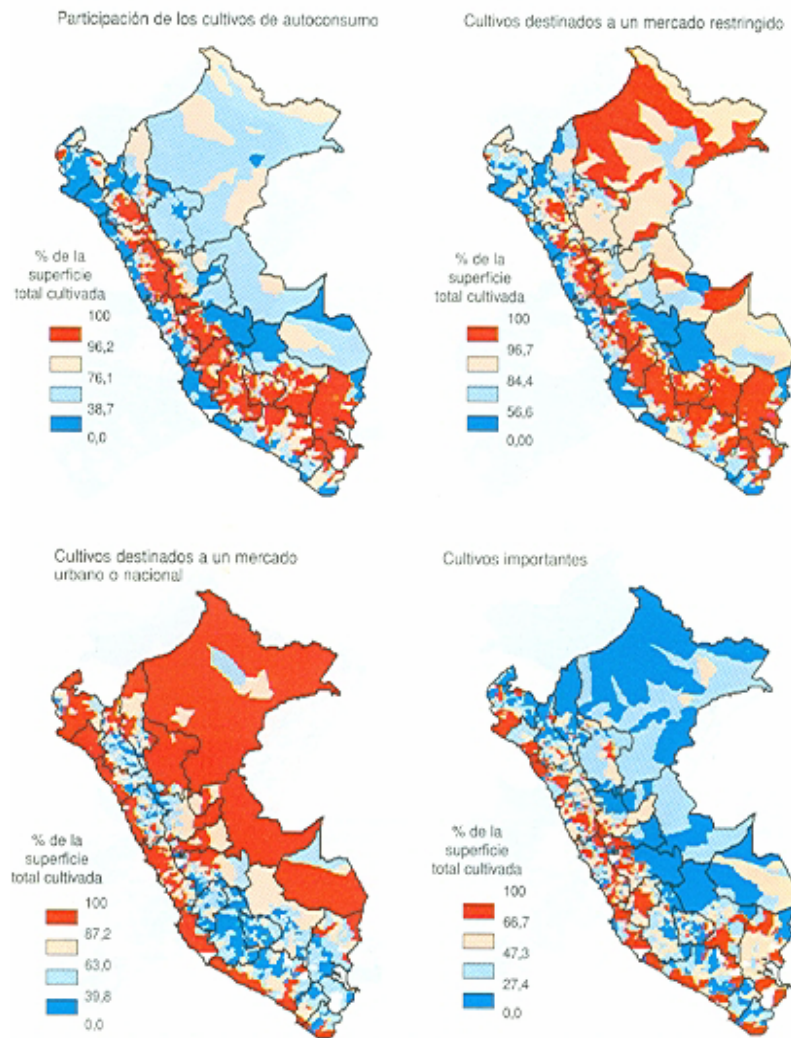 Participación de los cultivos de autoconsumo
% de la
superficie
total cultivada
100
96,2
76,1
38,7
0,0
Cultivos destinados a un mercado restringido
% de la
superficie
total cultivada
100
96,7
84,4
56,6
0,00
Cultivos destinados a un mercado
urbano o nacional
% de la
superficie
total cultivada
100
87,2
63,0
39,8
0,0
Cultivos importantes
% de la
superficie
total cultivada
100
66,7
47,3
27,4
0,0